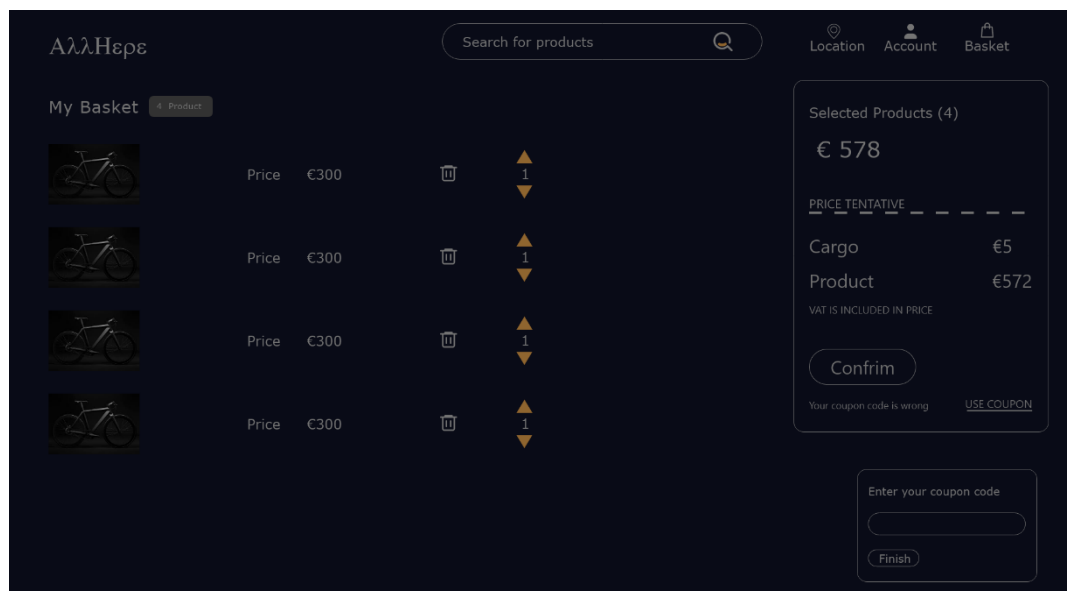 ΑλλΗερε
Search for products
Location Account Basket
My Basket 4 Product
Price €300 1
Price €300 1
Price €300 1
Price €300 1
Selected Products (4)
€ 578
PRICE TENTATIVE
Cargo €5
Product €572
VAT IS INCLUDED IN PRICE
Confrim
Your coupon code is wrong USE COUPON
Enter your coupon code
Finish